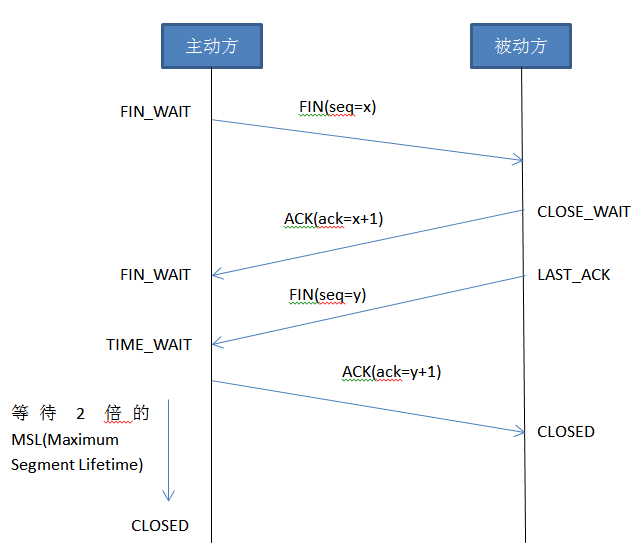 主动方
被动方
FIN_WAIT
FIN(seq=x)
CLOSE_WAIT
ACK(ack=x+1)
FIN_WAIT
LAST_ACK
FIN(seq=y)
TIME_WAIT
ACK(ack=y+1)
等待2倍的
MSL(Maximum
Segment Lifetime)
CLOSED
CLOSED